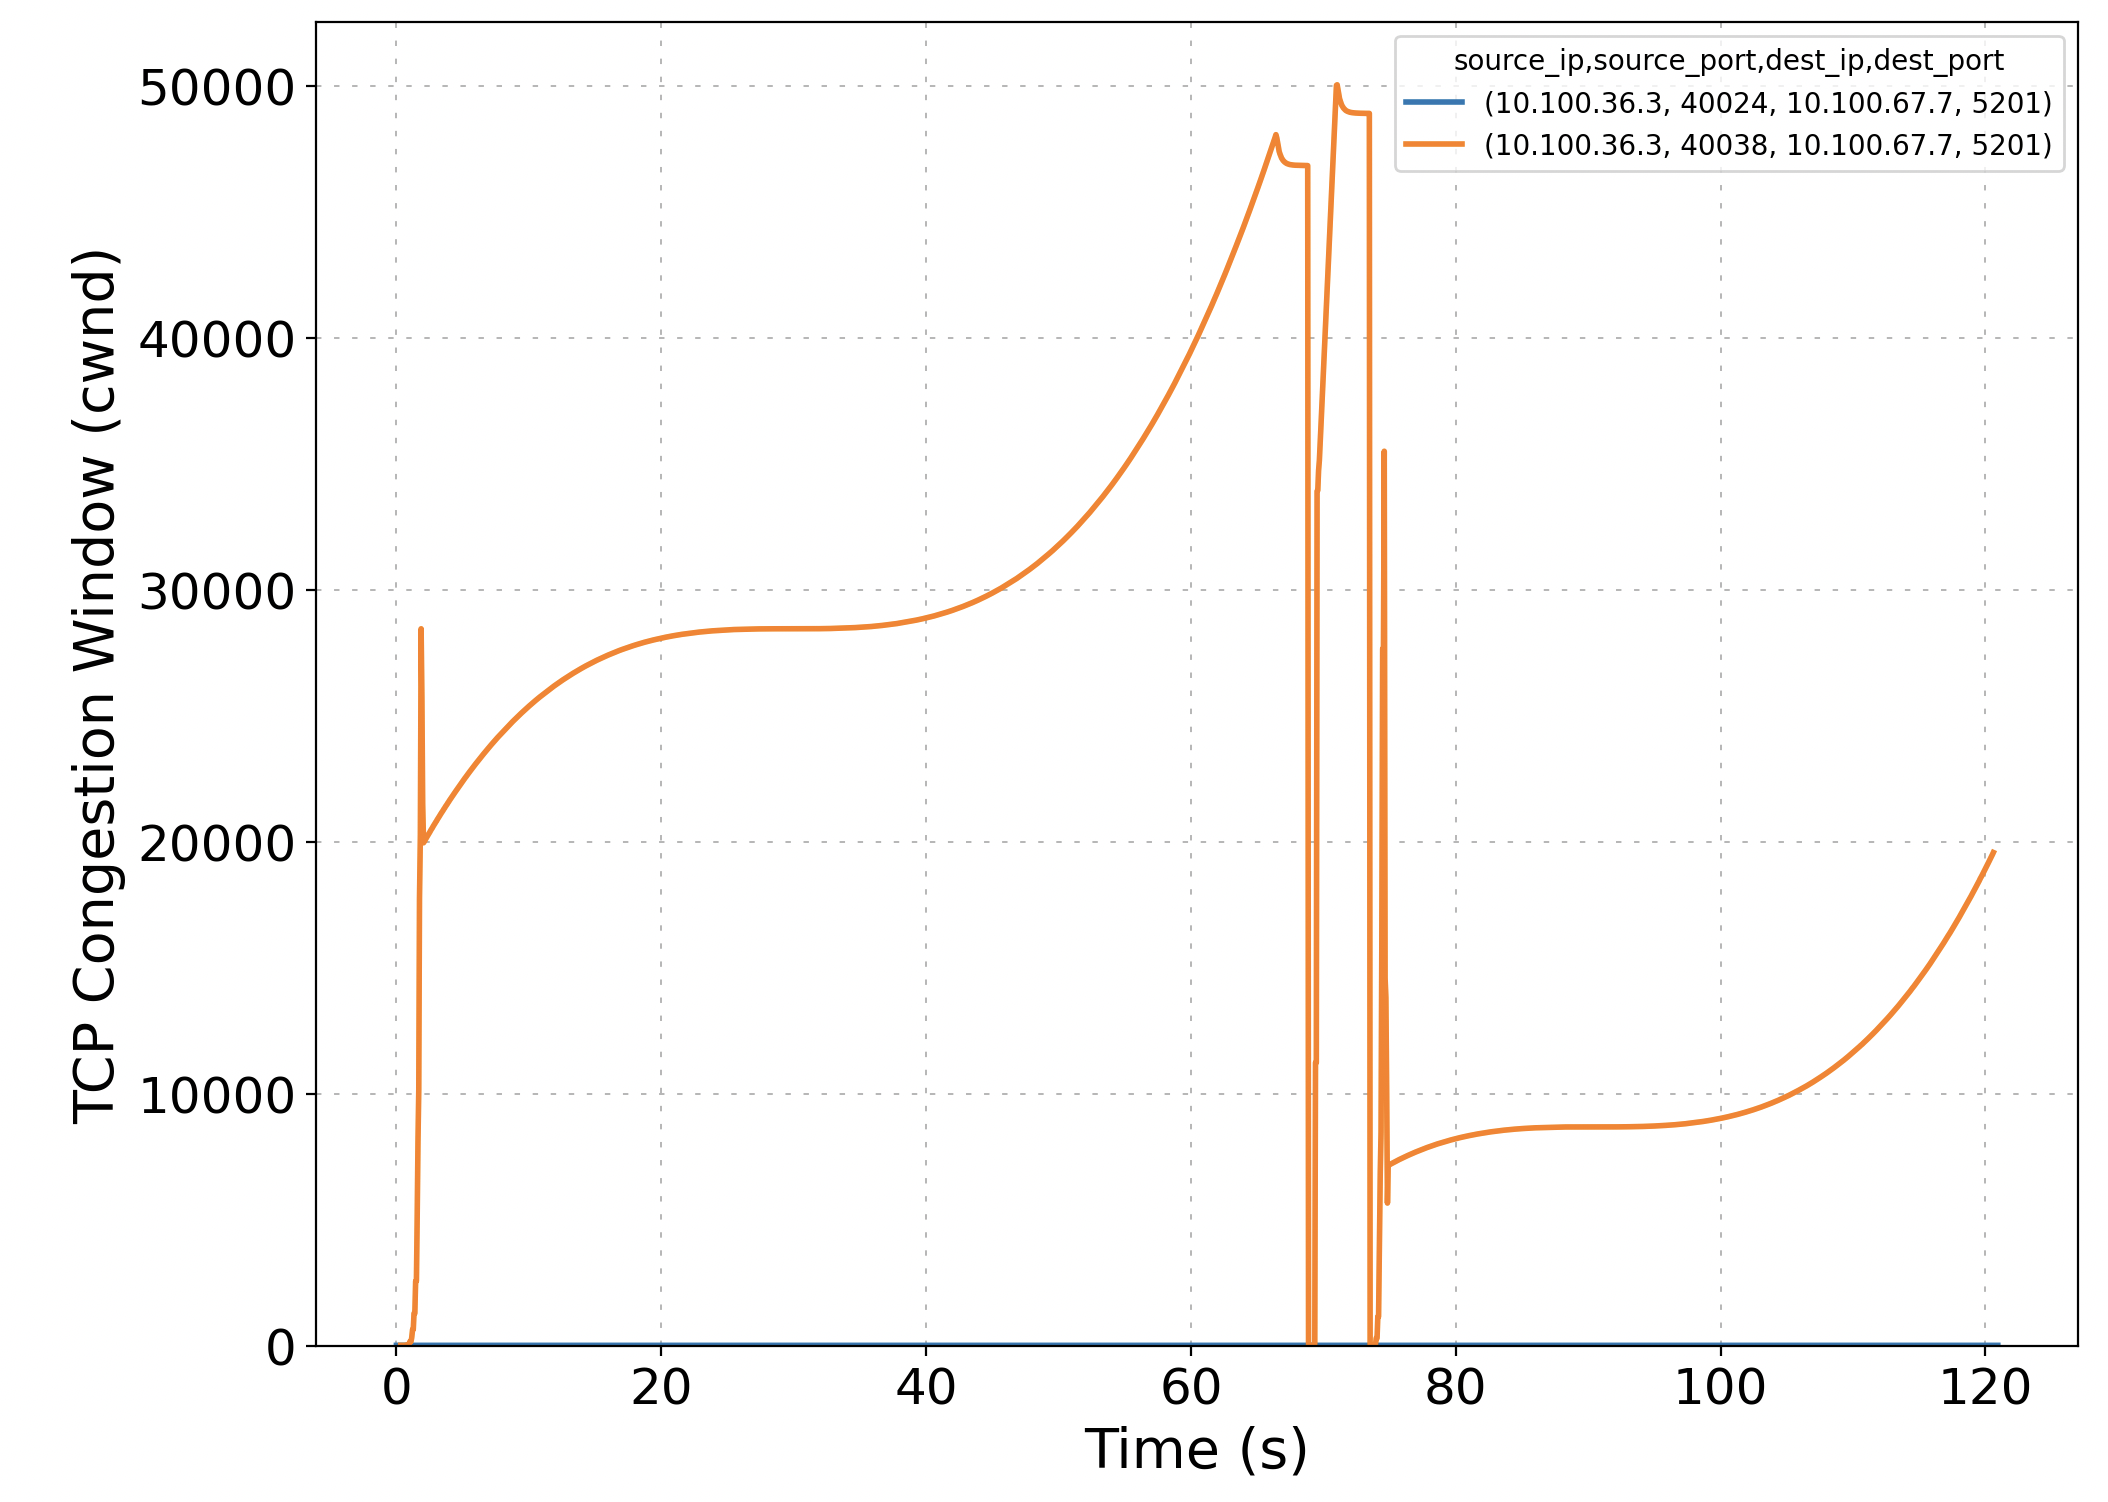 source_ip,source_port,dest_ip,dest_port
(10.100.36.3, 40024, 10.100.67.7, 5201)
(10.100.36.3, 40038, 10.100.67.7, 5201)
TCP Congestion Window (cwnd)
50000
40000
30000
20000
10000
0
0 20 40 60 80 100 120
Time (s)